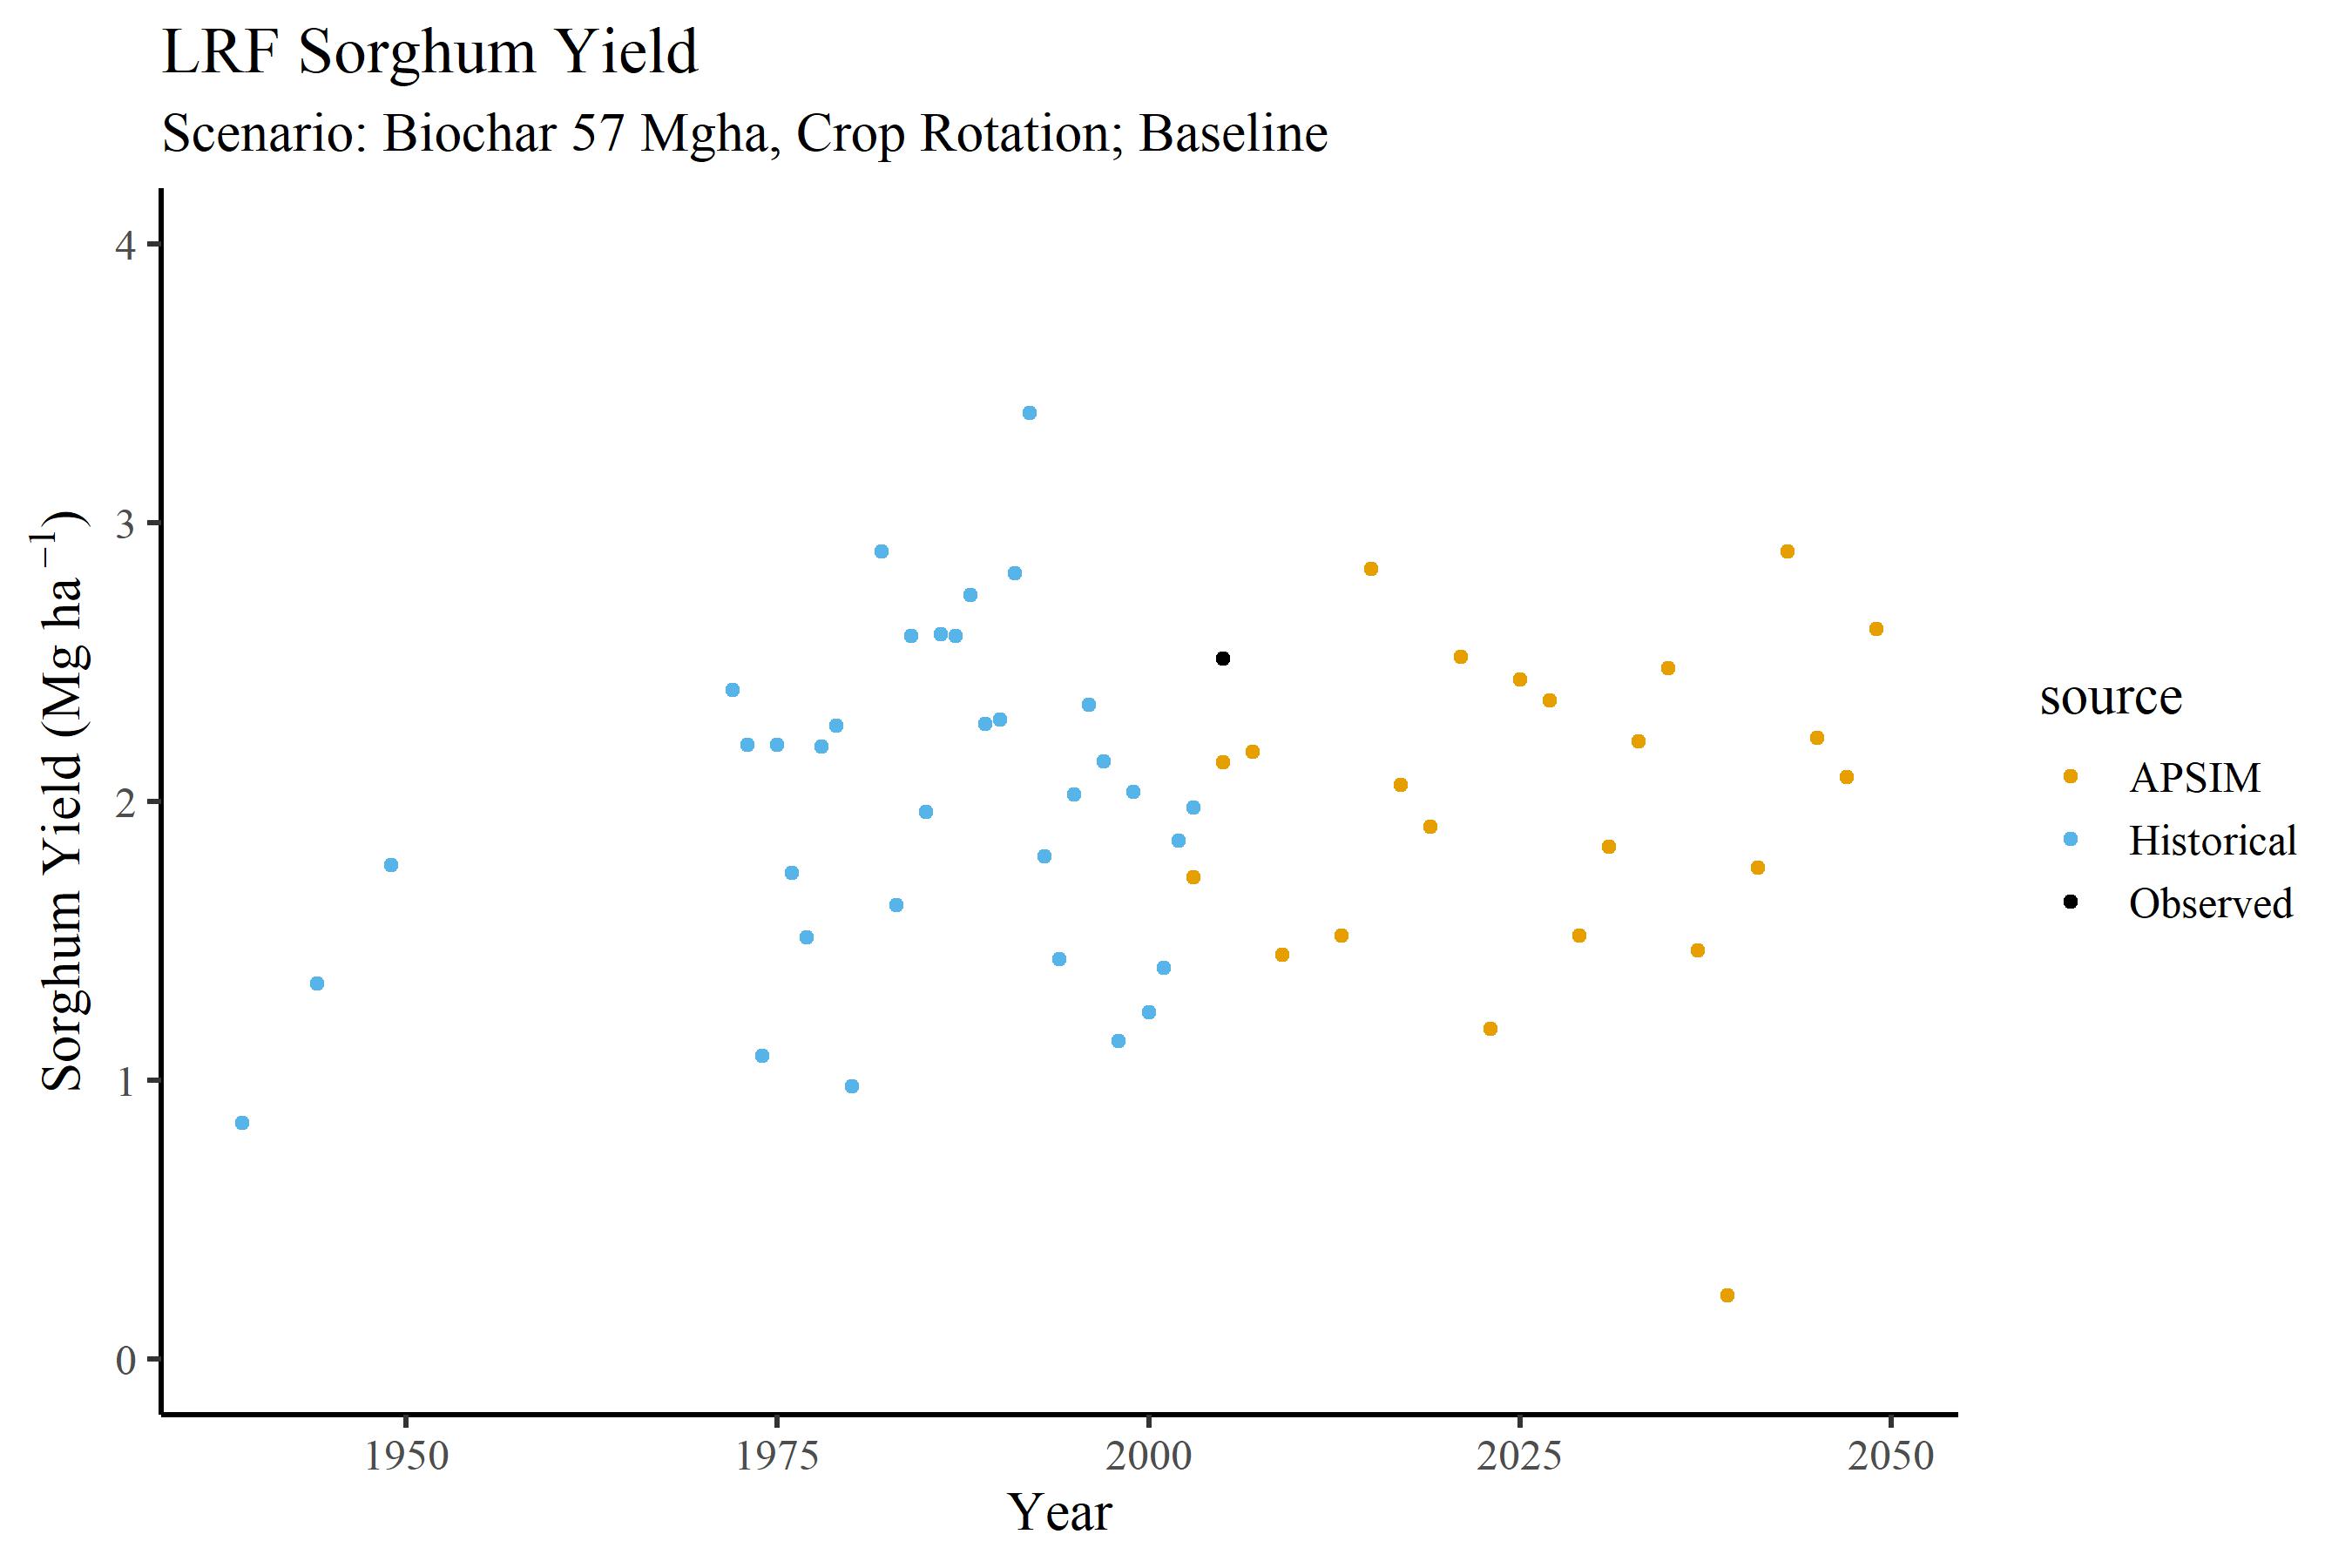 LRF Sorghum Yield
Scenario: Biochar 57 Mgha, Crop Rotation; Baseline
Sorghum Yield (Mg ha −1)
4
3
2
1
0
1950 1975 2000 2025 2050
Year
source
APSIM
Historical
Observed